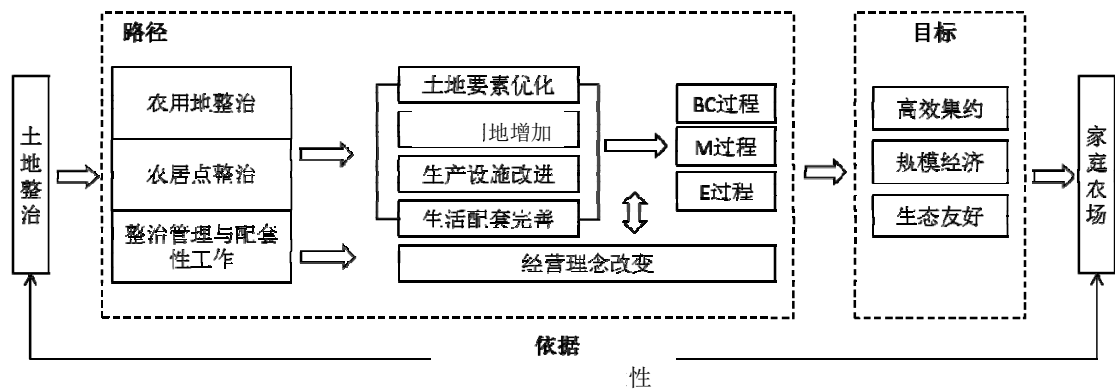 路径
目标
土地整治
农用地整治
农居点整治
整治管理与配套
性工作
土地要素优化
地增加
生产设施改进
生活配套完善
经营理念改变
BC过程
M过程
E过程
高效集约
规模经济
生态友好
家庭农场
依据
性